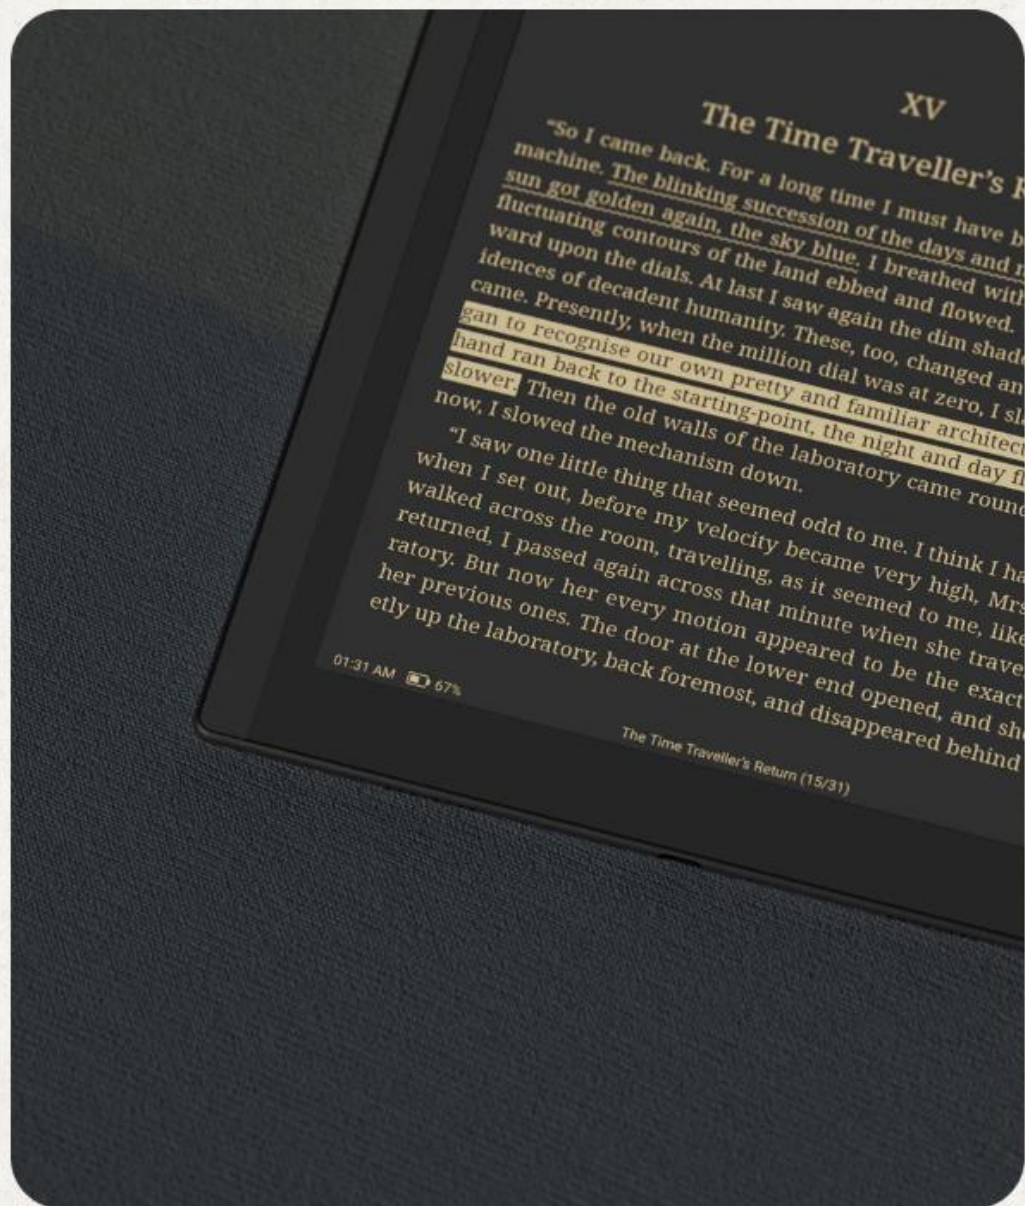 XV
The Time Traveller's
"So I came back. For a long time I must have
machine. The blinking succession of the days and
sun got golden again, the sky blue. I breathed with
fluctuating contours of the land ebbed and flowed.
ward upon the dials. At last I saw again the dim
idences of decadent humanity. These, too, changed
came. Presently, when the million dial was at zero, I
gan to recognise our own pretty and familiar
hand ran back to the starting-point, the night and day
slower. Then the old walls of the laboratory came round
now, I slowed the mechanism down.
"I saw one little thing that seemed odd to me. I think I
when I set out, before my velocity became very high, Mrs
walked across the room, travelling, as it seemed to me, like
returned, I passed again across that minute when she
ratory. But now her every motion appeared to be the exact
her previous ones. The door at the lower end opened, and
etly up the laboratory, back foremost, and disappeared behind
01:31 AM 67%
The Time Traveller's Return (15/31)